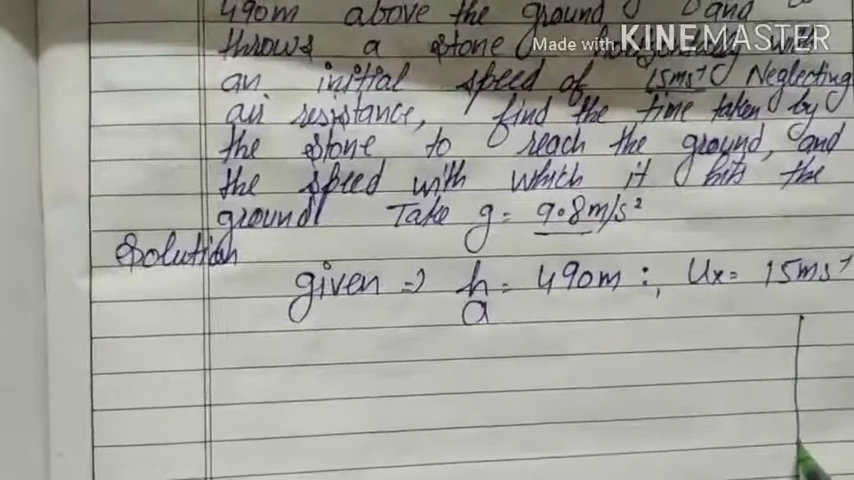 490m above the ground and
throws a stone horizontally with
Made with KINEMASTER
an initial speed of 15ms⁻¹ Neglecting
air resistance, find the time taken by
the stone to reach the ground, and
the speed with which it hits the
ground Take g = 9.8m/s²
Solution
given => h = 490m :, Ux = 15ms⁻¹
a